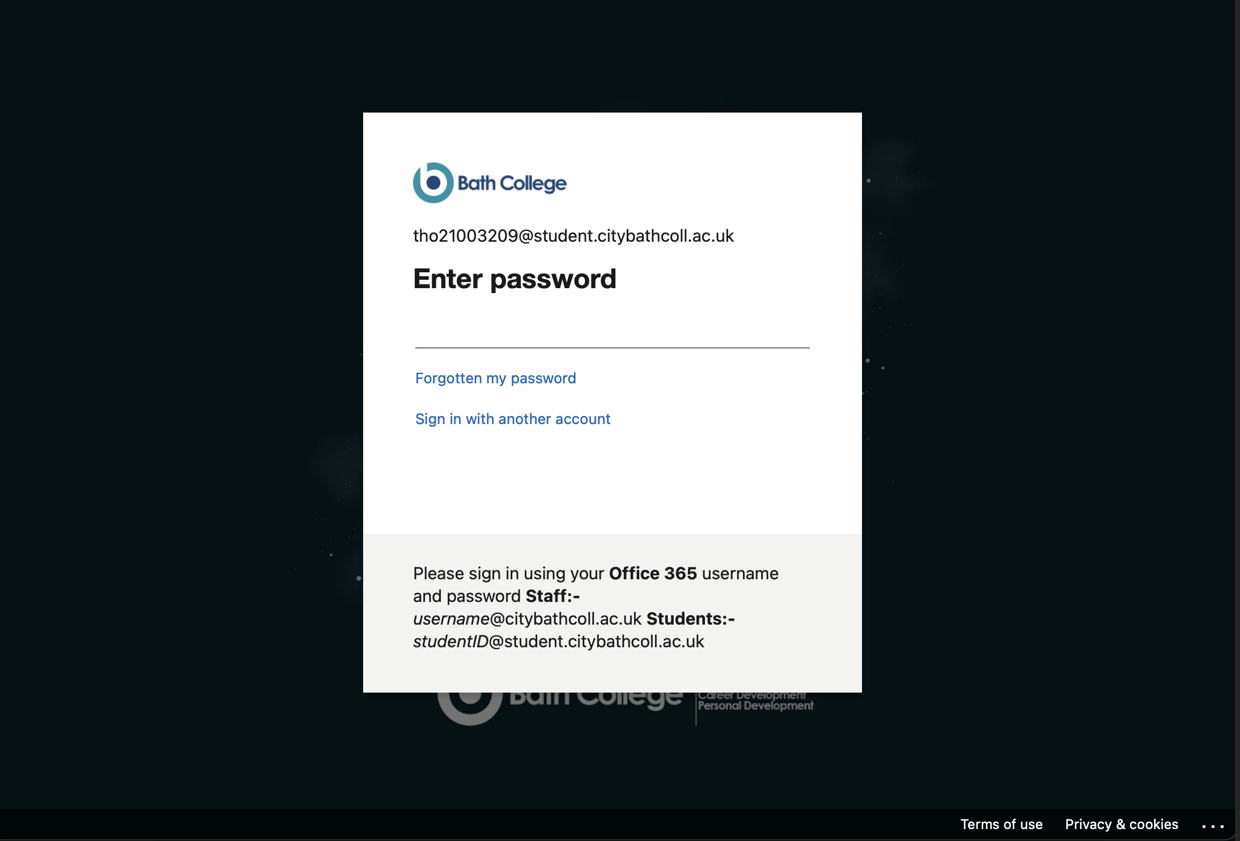 Bath College
tho21003209@student.citybathcoll.ac.uk
Enter password
Forgotten my password
Sign in with another account
Please sign in using your Office 365 username
and password Staff:-
username@citybathcoll.ac.uk Students:-
studentID@student.citybathcoll.ac.uk
Bath College
Career Development
Personal Development
Terms of use Privacy & cookies ...